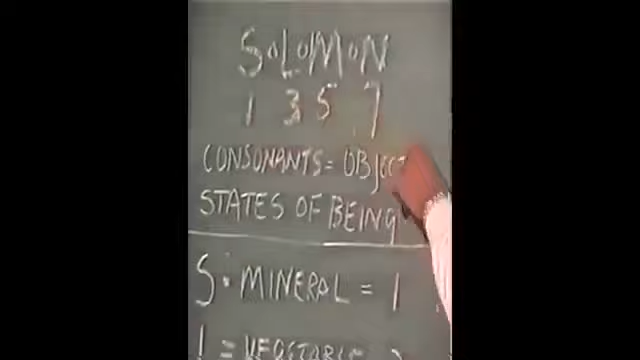 SoLoMoN
1 3 5 7
CONSONANTS = OBJECT
STATES OF BEING
S: MINERAL = 1
L = VEGETABLE